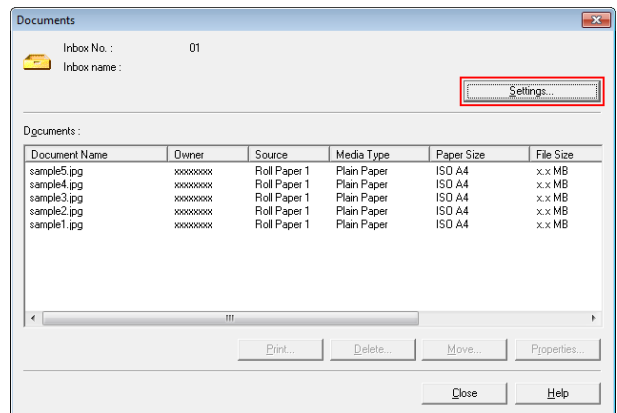 Documents
Inbox No. : 01
Inbox name :
Settings...
Documents :
Document Name Owner Source Media Type Paper Size File Size
sample5.jpg xxxxxxxx Roll Paper 1 Plain Paper ISO A4 x.x MB
sample4.jpg xxxxxxxx Roll Paper 1 Plain Paper ISO A4 x.x MB
sample3.jpg xxxxxxxx Roll Paper 1 Plain Paper ISO A4 x.x MB
sample2.jpg xxxxxxxx Roll Paper 1 Plain Paper ISO A4 x.x MB
sample1.jpg xxxxxxxx Roll Paper 1 Plain Paper ISO A4 x.x MB
Print... Delete... Move... Properties...
Close Help